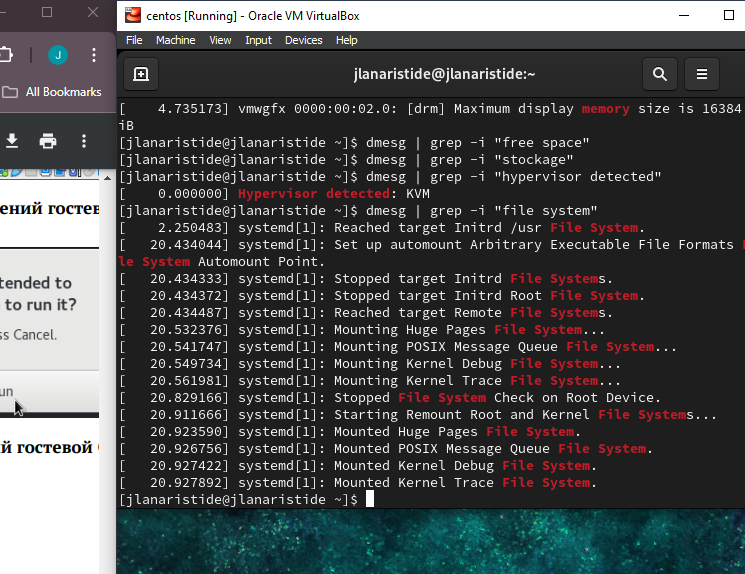 centos [Running] - Oracle VM VirtualBox
File Machine View Input Devices Help
J
All Bookmarks
jlanaristide@jlanaristide:~
[    4.735173] vmwgfx 0000:00:02.0: [drm] Maximum display memory size is 16384
iB
[jlanaristide@jlanaristide ~]$ dmesg | grep -i "free space"
[jlanaristide@jlanaristide ~]$ dmesg | grep -i "stockage"
[jlanaristide@jlanaristide ~]$ dmesg | grep -i "hypervisor detected"
[    0.000000] Hypervisor detected: KVM
[jlanaristide@jlanaristide ~]$ dmesg | grep -i "file system"
[    2.250483] systemd[1]: Reached target Initrd /usr File System.
[   20.434044] systemd[1]: Set up automount Arbitrary Executable File Formats
le System Automount Point.
[   20.434333] systemd[1]: Stopped target Initrd File Systems.
[   20.434372] systemd[1]: Stopped target Initrd Root File System.
[   20.434487] systemd[1]: Reached target Remote File Systems.
[   20.532376] systemd[1]: Mounting Huge Pages File System...
[   20.541747] systemd[1]: Mounting POSIX Message Queue File System...
[   20.549734] systemd[1]: Mounting Kernel Debug File System...
[   20.561981] systemd[1]: Mounting Kernel Trace File System...
[   20.829166] systemd[1]: Stopped File System Check on Root Device.
[   20.911666] systemd[1]: Starting Remount Root and Kernel File Systems...
[   20.923590] systemd[1]: Mounted Huge Pages File System.
[   20.926756] systemd[1]: Mounted POSIX Message Queue File System.
[   20.927422] systemd[1]: Mounted Kernel Debug File System.
[   20.927892] systemd[1]: Mounted Kernel Trace File System.
[jlanaristide@jlanaristide ~]$
ений гостев
tended to
to run it?
ss Cancel.
un
й гостевой